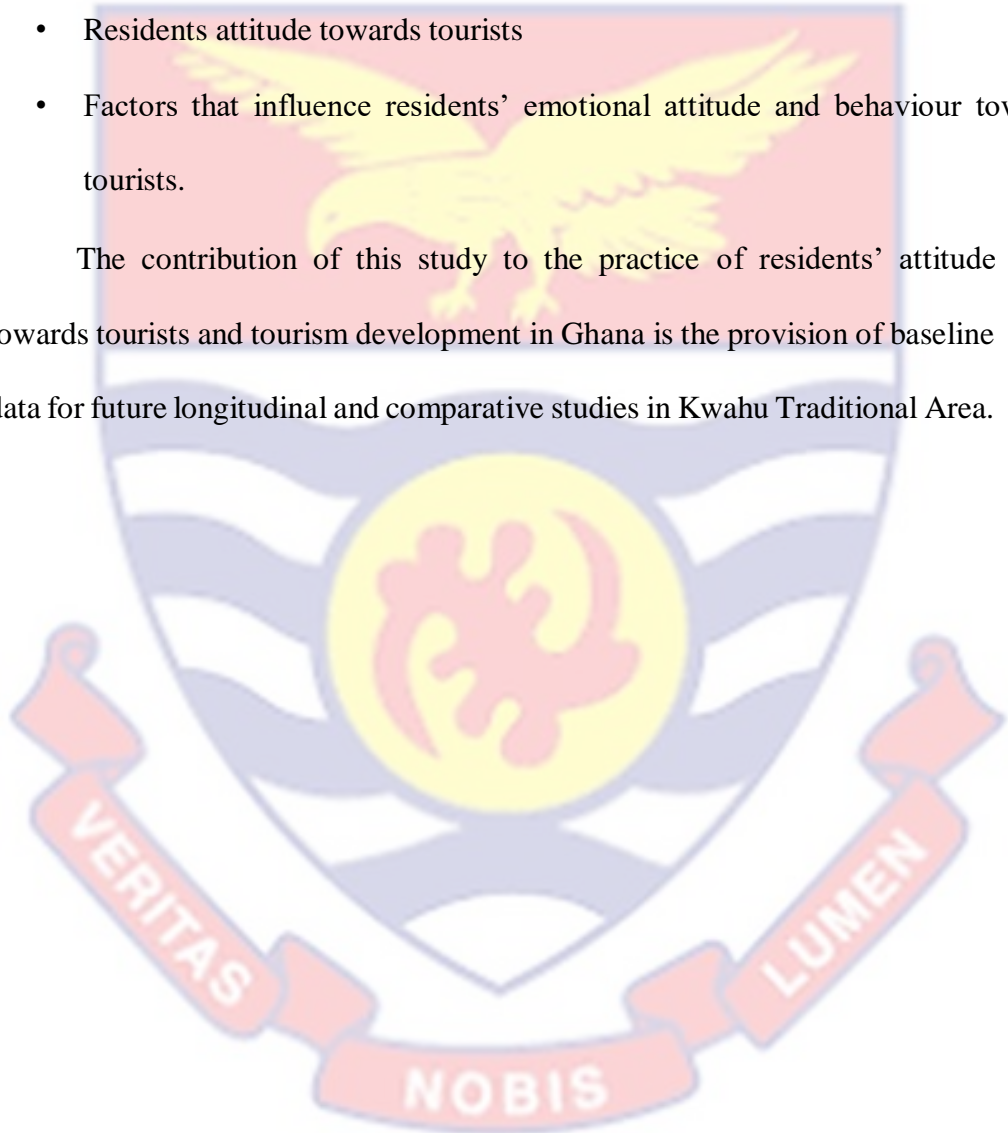 • Residents attitude towards tourists
• Factors that influence residents’ emotional attitude and behaviour
tourists.
The contribution of this study to the practice of residents’ attitude
owards tourists and tourism development in Ghana is the provision of baseline
data for future longitudinal and comparative studies in Kwahu Traditional Area.
VERITAS
NOBIS
LUMEN